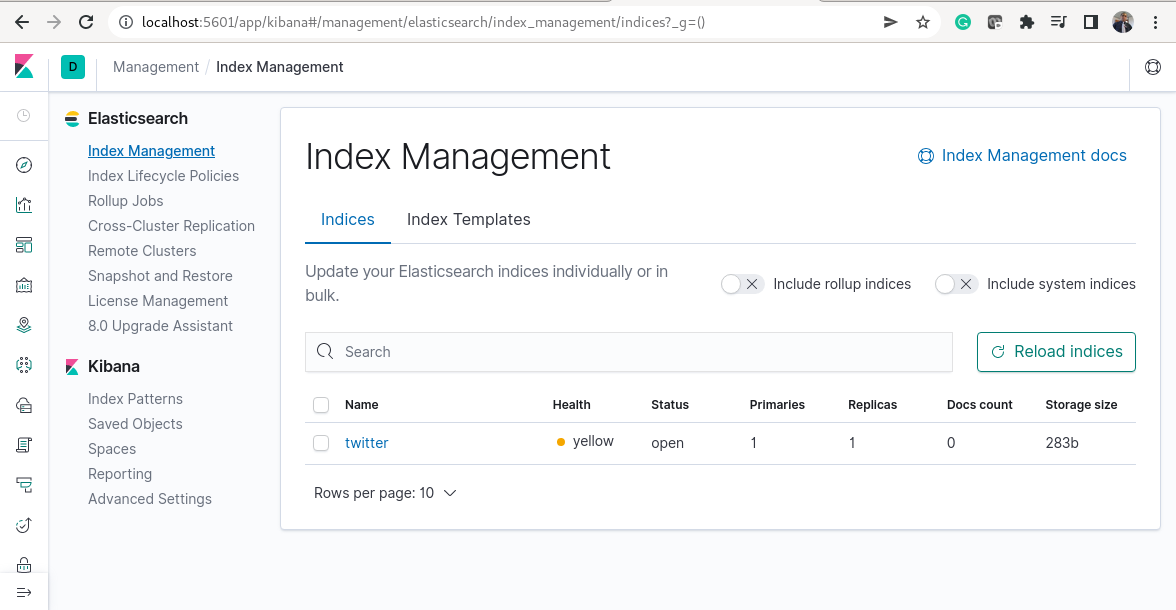 localhost:5601/app/kibana#/management/elasticsearch/index_management/indices?_g=()
D
Management / Index Management
Elasticsearch
Index Management
Index Lifecycle Policies
Rollup Jobs
Cross-Cluster Replication
Remote Clusters
Snapshot and Restore
License Management
8.0 Upgrade Assistant
Kibana
Index Patterns
Saved Objects
Spaces
Reporting
Advanced Settings
Index Management
Index Management docs
Indices
Index Templates
Update your Elasticsearch indices individually or in
bulk.
Include rollup indices
Include system indices
Search
Reload indices
Name Health Status Primaries Replicas Docs count Storage size
twitter yellow open 1 1 0 283b
Rows per page: 10